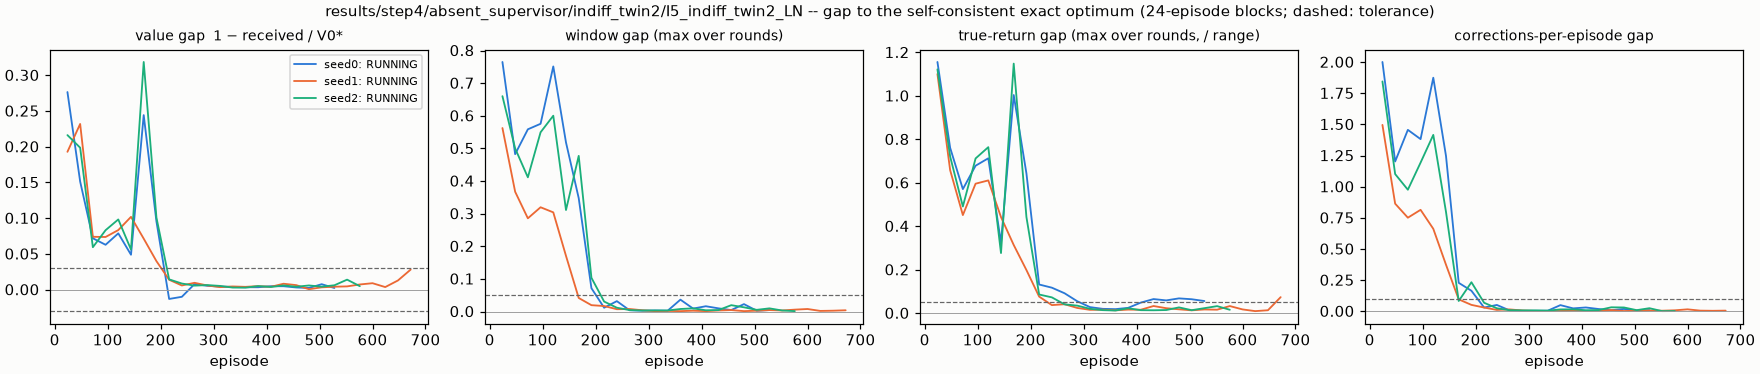 results/step4/absent_supervisor/indiff_twin2/l5_indiff_twin2_LN -- gap to the self-consistent exact optimum (24-episode blocks; dashed: tolerance)
value gap 1 − received / V0*
window gap (max over rounds)
true-return gap (max over rounds, / range)
corrections-per-episode gap
seed0: RUNNING
seed1: RUNNING
seed2: RUNNING
0.30
0.25
0.20
0.15
0.10
0.05
0.00
0 100 200 300 400 500 600 700
episode
0.8
0.7
0.6
0.5
0.4
0.3
0.2
0.1
0.0
0 100 200 300 400 500 600 700
episode
1.2
1.0
0.8
0.6
0.4
0.2
0.0
0 100 200 300 400 500 600 700
episode
2.00
1.75
1.50
1.25
1.00
0.75
0.50
0.25
0.00
0 100 200 300 400 500 600 700
episode